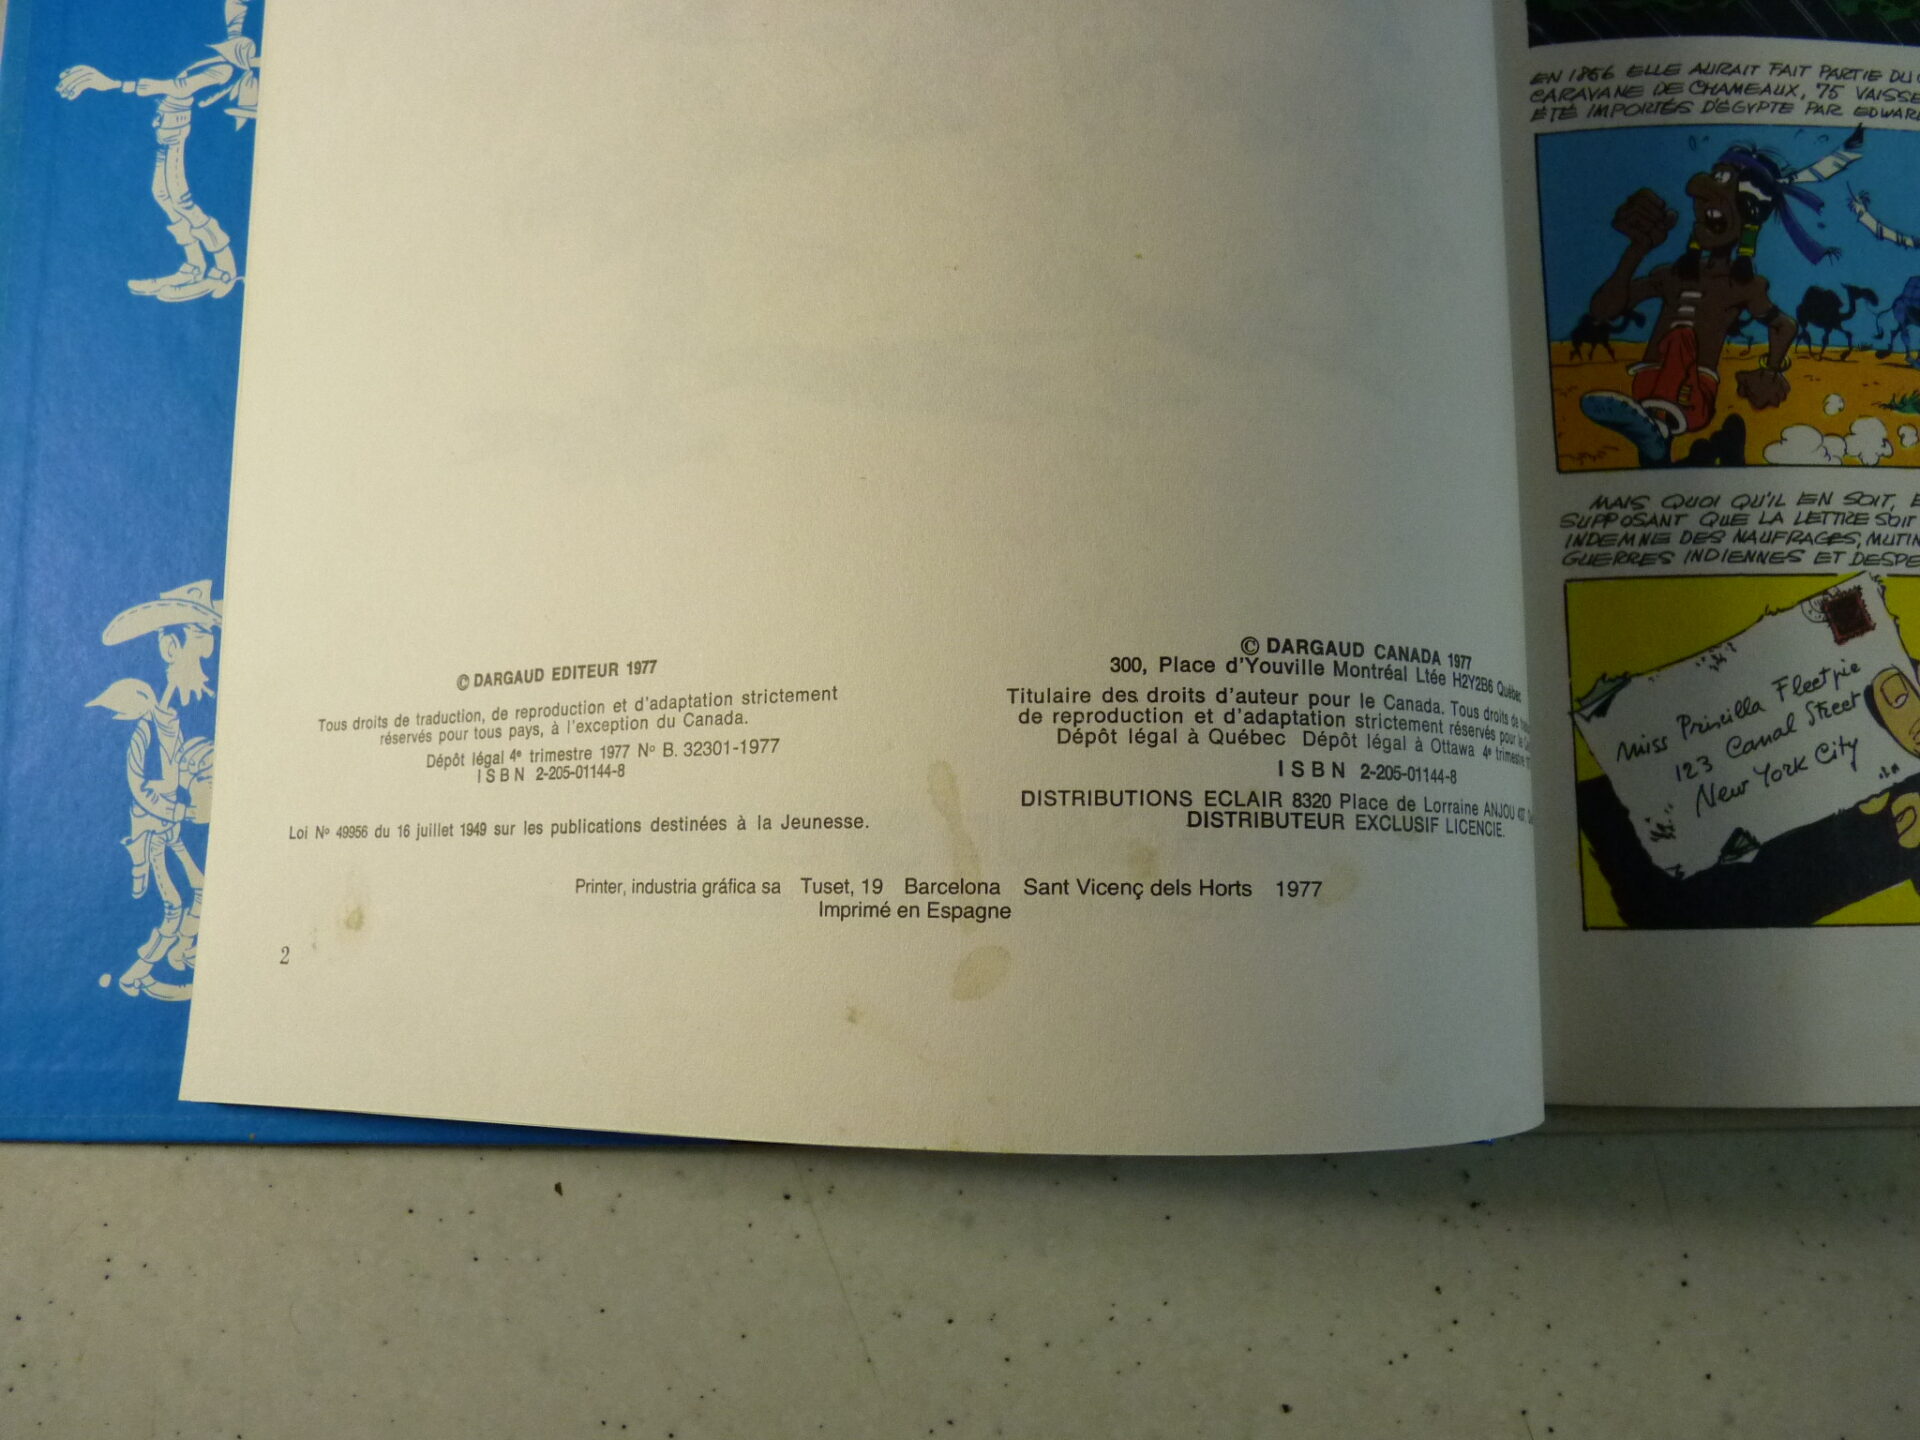 © DARGAUD EDITEUR 1977
Tous droits de traduction, de reproduction et d'adaptation strictement
réservés pour tous pays, à l'exception du Canada.
Dépôt légal 4e trimestre 1977 No B. 32301-1977
ISBN 2-205-01144-8
Loi No 49956 du 16 juillet 1949 sur les publications destinées à la Jeunesse.
© DARGAUD CANADA 1977
300, Place d'Youville Montréal Ltée H2Y2B6 Québec
Titulaire des droits d'auteur pour le Canada. Tous droits de
de reproduction et d'adaptation strictement réservés pour le
Dépôt légal à Québec Dépôt légal à Ottawa 4e trimestre
ISBN 2-205-01144-8
DISTRIBUTIONS ECLAIR 8320 Place de Lorraine ANJOU 437
DISTRIBUTEUR EXCLUSIF LICENCIE.
Printer, industria gráfica sa Tuset, 19 Barcelona Sant Vicenç dels Horts 1977
Imprimé en Espagne
2
EN 1856 ELLE AURAIT FAIT PARTIE DU
CARAVANE DE CHAMEAUX, 75 VAISSE
ÉTÉ IMPORTÉS D'EGYPTE PAR EDWARD
MAIS QUOI QU'IL EN SOIT, E
SUPPOSANT QUE LA LETTRE SOIT
INDEMNE DES NAUFRAGES, MUTIN
GUERRES INDIENNES ET DESPE
Miss Priscilla Fleetpie
123 Canal Street
New York City